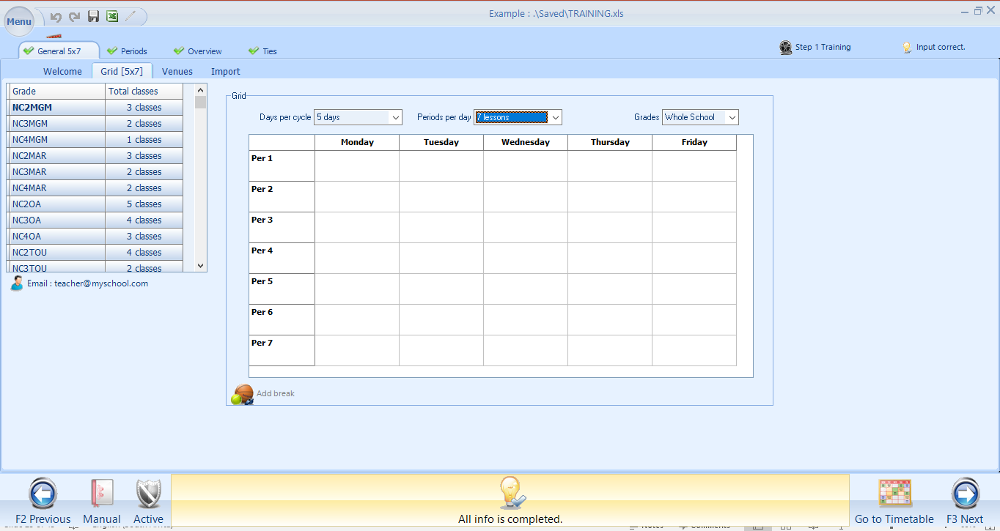 Example : .\Saved\TRAINING.xls
Menu
General 5x7 Periods Overview Ties Step 1 Training Input correct.
Welcome Grid [5x7] Venues Import
Grade Total classes
NC2MGM 3 classes
NC3MGM 2 classes
NC4MGM 1 classes
NC2MAR 3 classes
NC3MAR 2 classes
NC4MAR 2 classes
NC2OA 5 classes
NC3OA 4 classes
NC4OA 3 classes
NC2TOU 4 classes
NC3TOU 2 classes
Email : teacher@myschool.com
Grid
Days per cycle 5 days Periods per day 7 lessons Grades Whole School
Monday Tuesday Wednesday Thursday Friday
Per 1
Per 2
Per 3
Per 4
Per 5
Per 6
Per 7
Add break
F2 Previous Manual Active All info is completed. Go to Timetable F3 Next